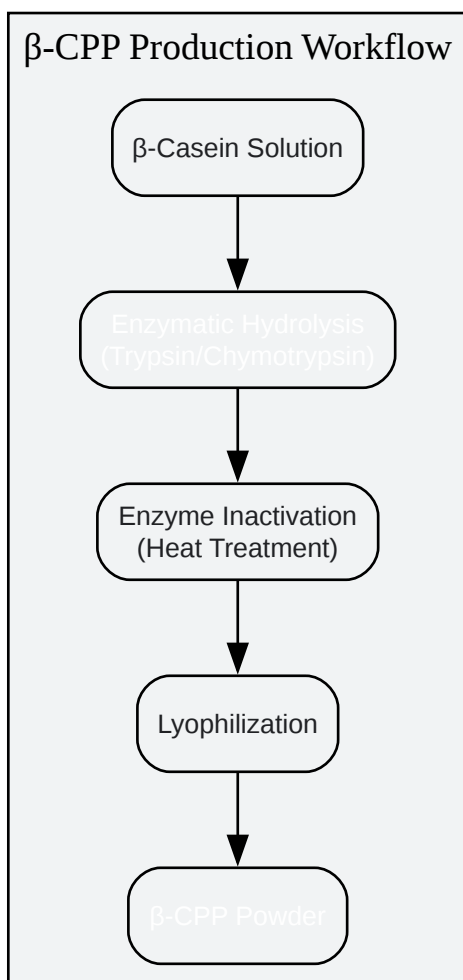 β-CPP Production Workflow
β-Casein Solution
Enzymatic Hydrolysis
(Trypsin/Chymotrypsin)
Enzyme Inactivation
(Heat Treatment)
Lyophilization
β-CPP Powder